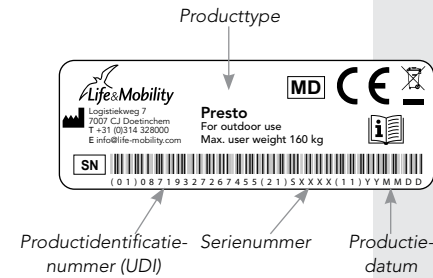 Producttype
Life&Mobility
Logistiekweg 7
7007 CJ Doetinchem
T +31 (0)314 328000
E info@life-mobility.com
Presto
For outdoor use
Max. user weight 160 kg
MD
CE
i
SN
(01)08719327267455(21)SXXXX(11)YYMMDD
Productidentificatie-
nummer (UDI)
Serienummer
Productie-
datum